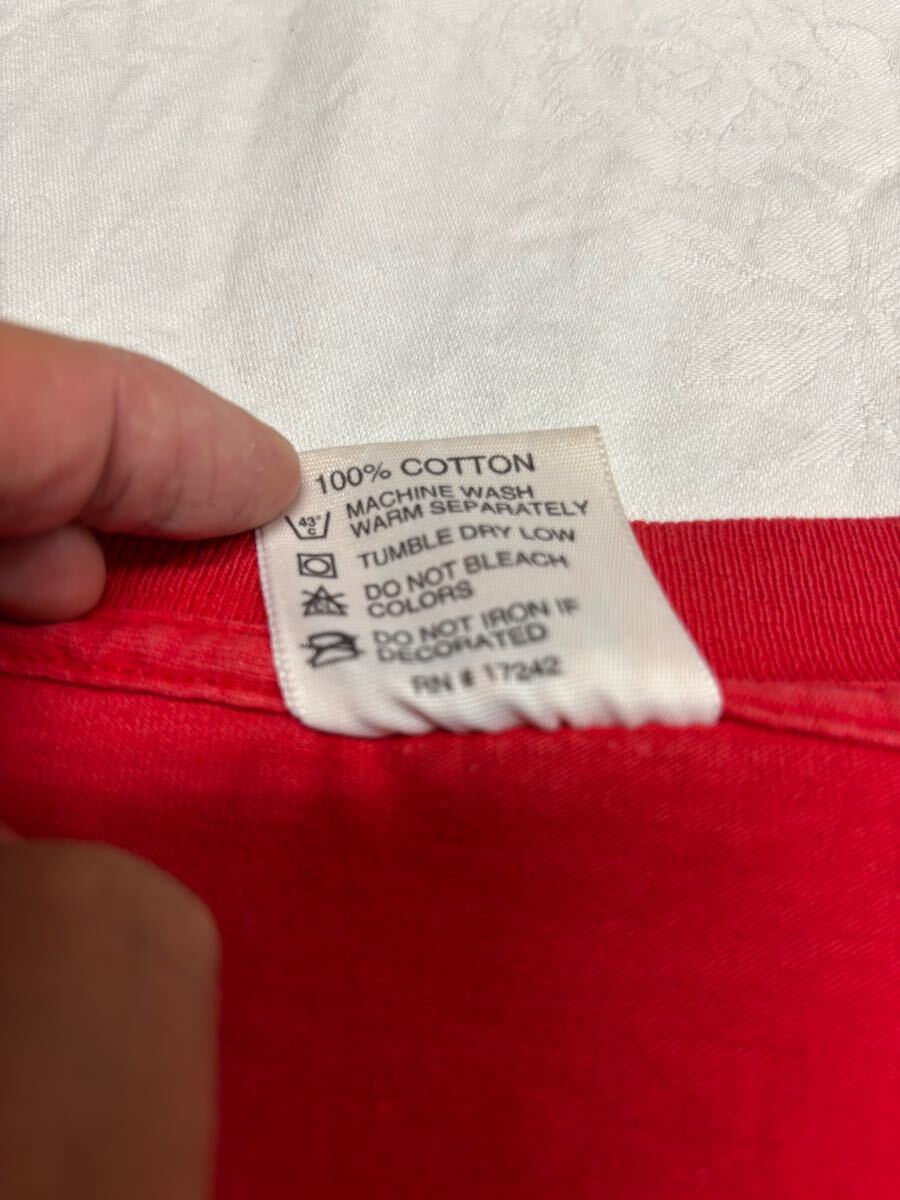 100% COTTON
43°
C
MACHINE WASH
WARM SEPARATELY
TUMBLE DRY LOW
DO NOT BLEACH
COLORS
DO NOT IRON IF
DECORATED
RN # 17242